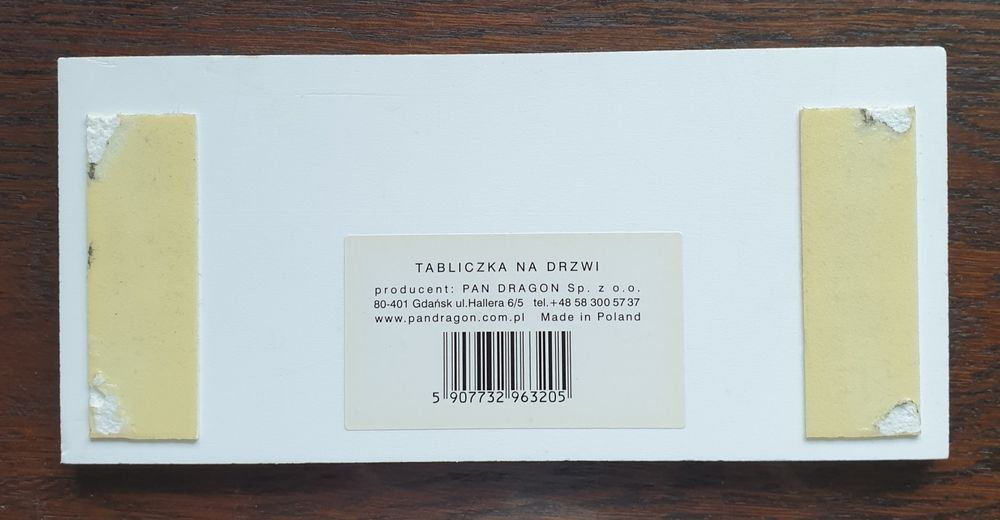 TABLICZKA NA DRZWI
producent: PAN DRAGON Sp. z o.o.
80-401 Gdańsk ul.Hallera 6/5 tel.+48 58 300 57 37
www.pandragon.com.pl Made in Poland
5 907732 963205